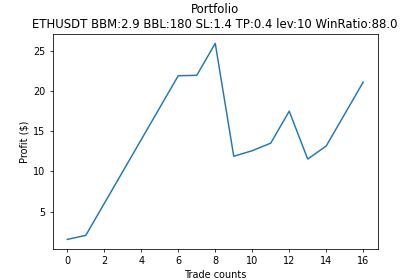 Portfolio
ETHUSDT BBM:2.9 BBL:180 SL:1.4 TP:0.4 lev:10 WinRatio:88.0
25
20
15
10
5
Profit ($)
0 2 4 6 8 10 12 14 16
Trade counts